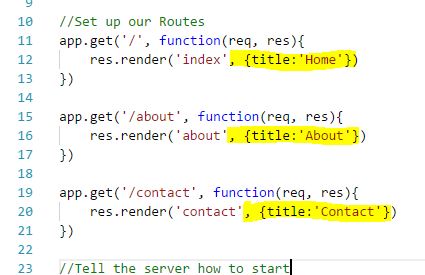 9
10 //Set up our Routes
11 app.get('/', function(req, res){
12     res.render('index', {title:'Home'})
13 })
14
15 app.get('/about', function(req, res){
16     res.render('about', {title:'About'})
17 })
18
19 app.get('/contact', function(req, res){
20     res.render('contact', {title:'Contact'})
21 })
22
23 //Tell the server how to start